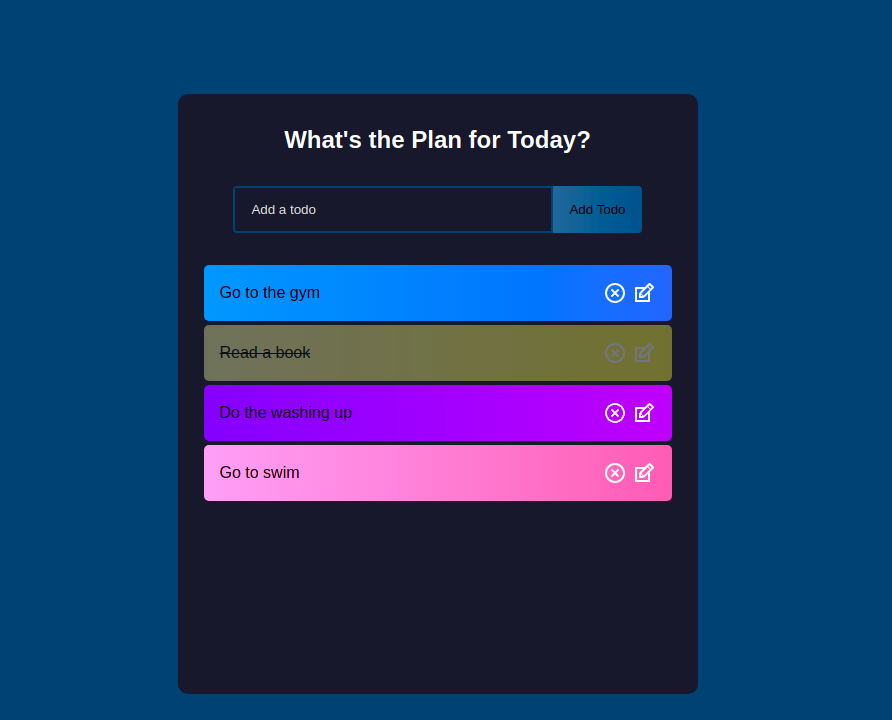 What's the Plan for Today?
Add a todo
Add Todo
Go to the gym
Read a book
Do the washing up
Go to swim